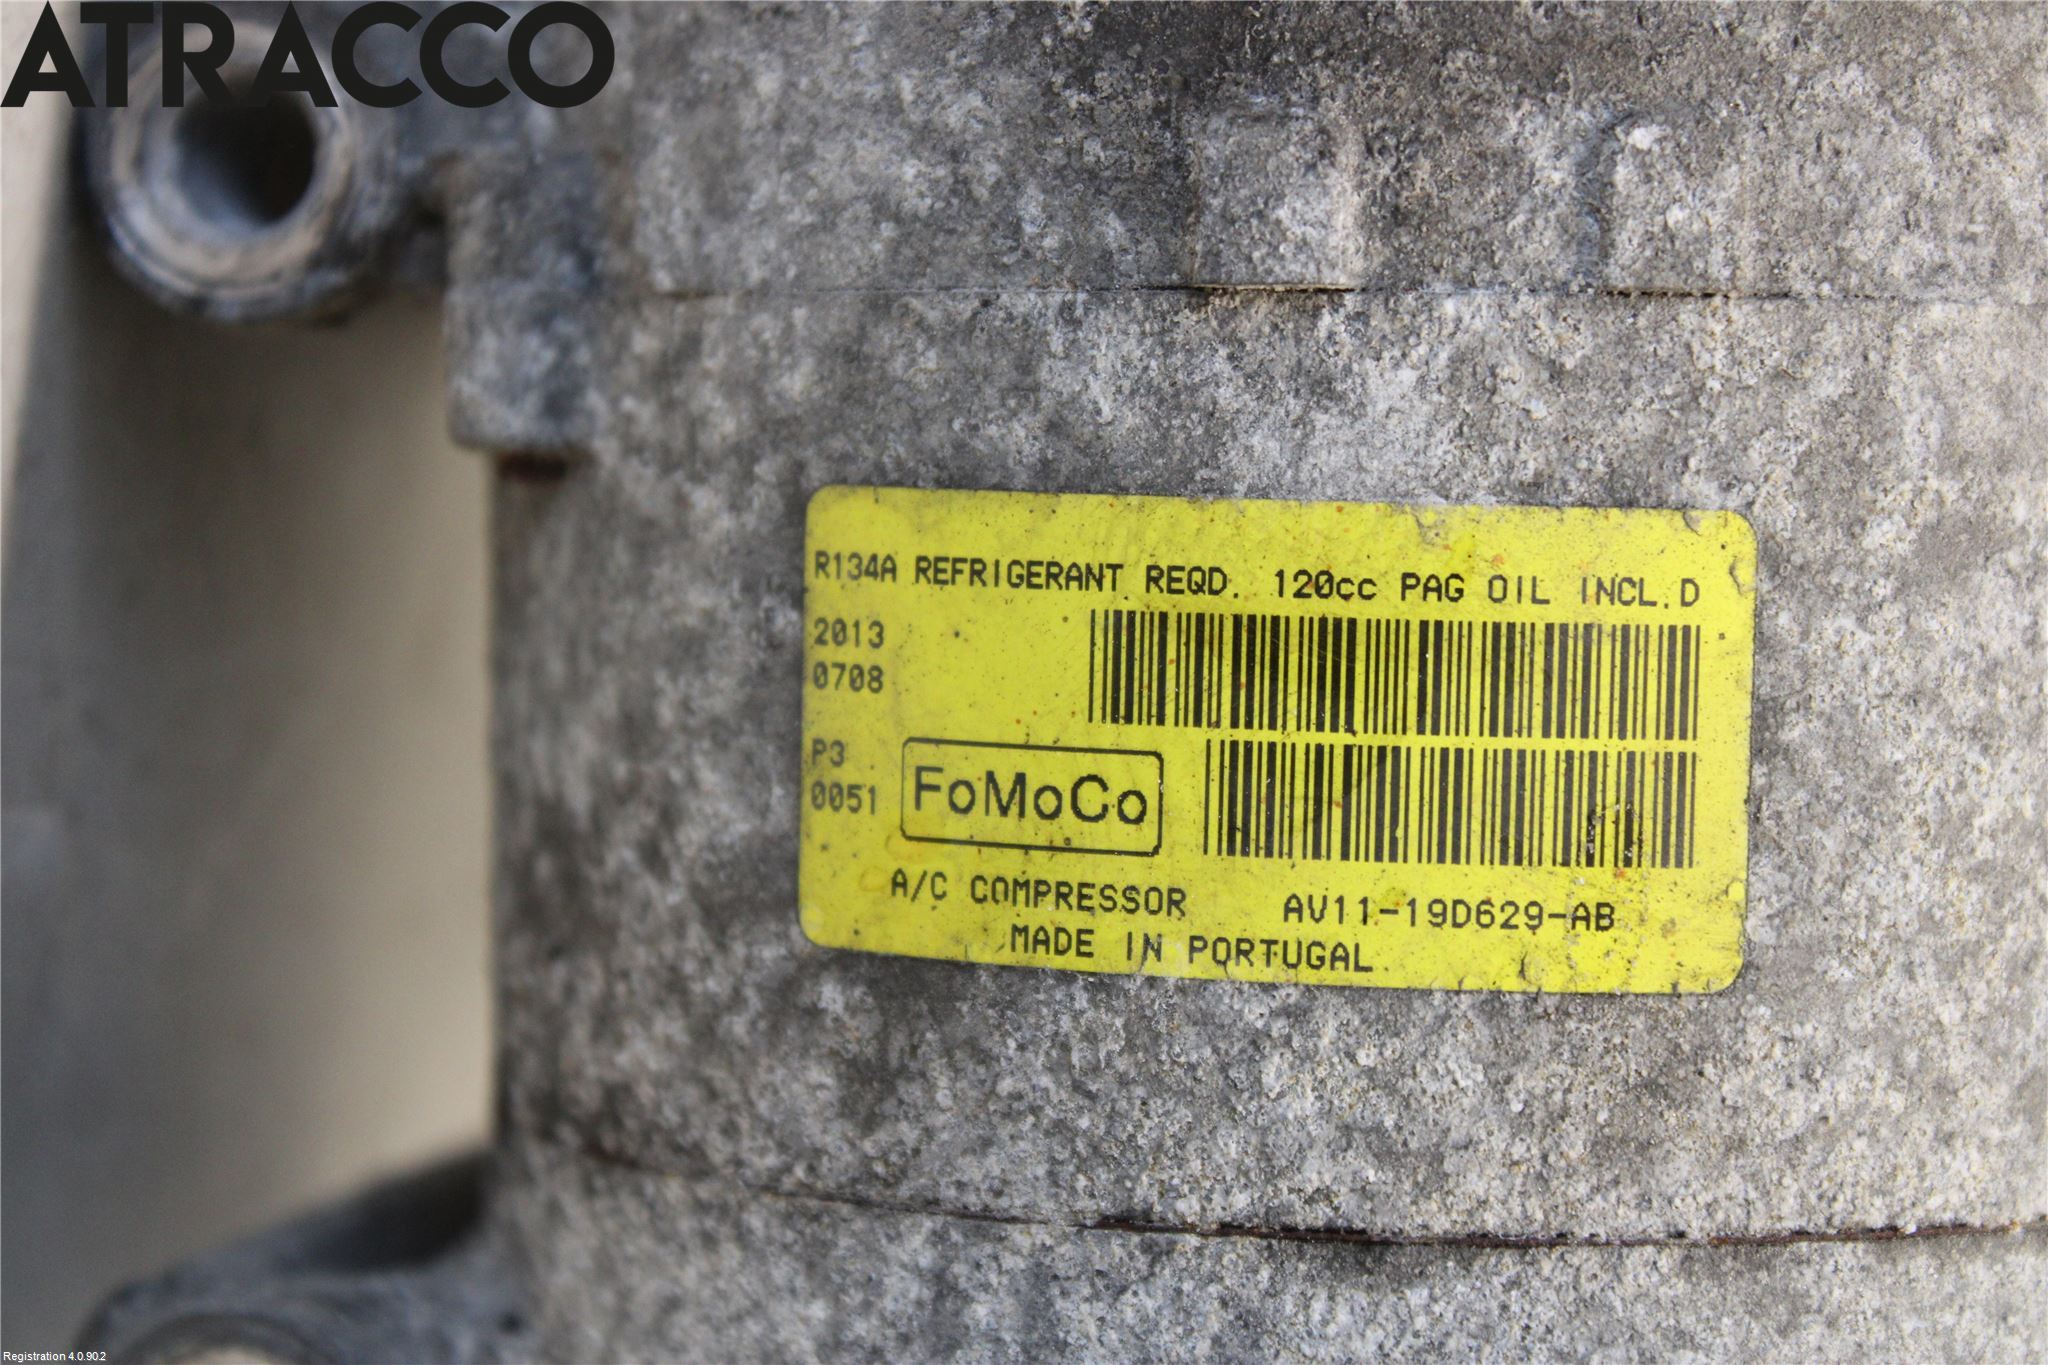 ATRACCO
R134A REFRIGERANT REQD. 120cc PAG OIL INCL.D
2013
0708
P3
0051
FoMoCo
A/C COMPRESSOR AV11-19D629-AB
MADE IN PORTUGAL
Registration 4.0.90.2